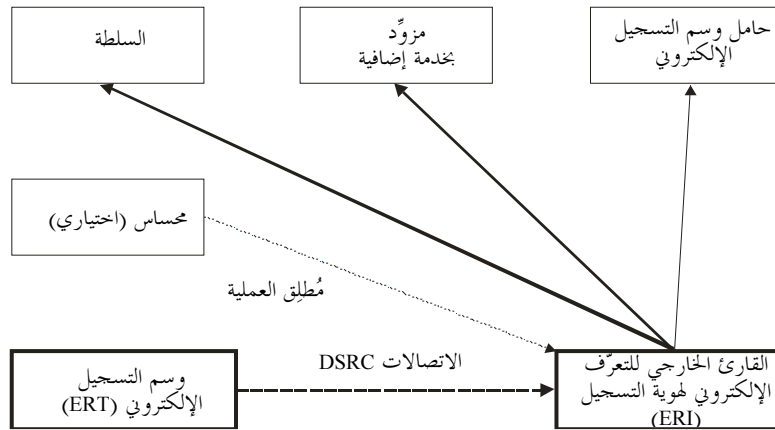 السلطة
مزوِّد
بخدمة إضافية
حامل وسم التسجيل
الإلكتروني
محساس (اختياري)
مُطلِق العملية
الاتصالات DSRC
وسم التسجيل
الإلكتروني (ERT)
القارئ الخارجي للتعرّف
الإلكتروني لهوية التسجيل
(ERI)